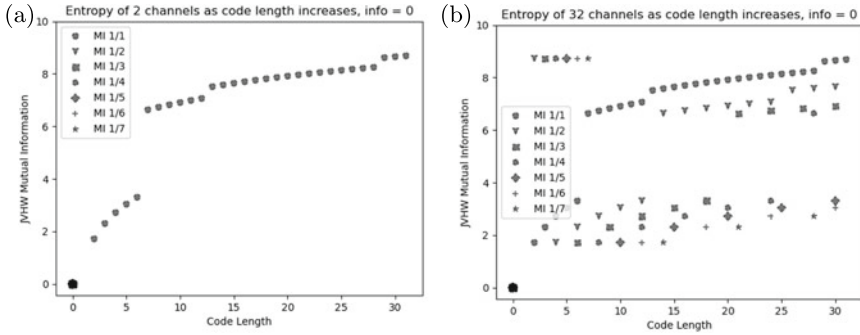 (a)
Entropy of 2 channels as code length increases, info = 0
JVHW Mutual Information
8
6
4
2
0
MI 1/1
MI 1/2
MI 1/3
MI 1/4
MI 1/5
MI 1/6
MI 1/7
0 5 10 15 20 25 30
Code Length
(b)
Entropy of 32 channels as code length increases, info = 0
JVHW Mutual Information
8
6
4
2
0
MI 1/1
MI 1/2
MI 1/3
MI 1/4
MI 1/5
MI 1/6
MI 1/7
0 5 10 15 20 25 30
Code Length